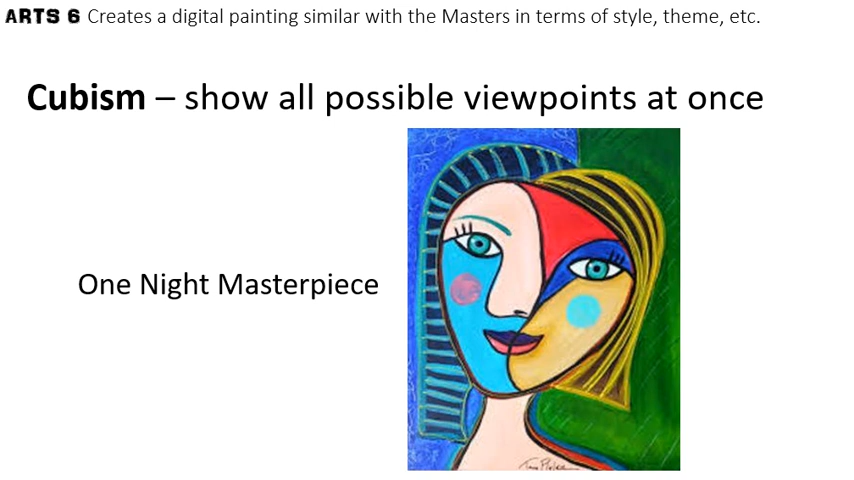 ARTS 6 Creates a digital painting similar with the Masters in terms of style, theme, etc.
Cubism – show all possible viewpoints at once
One Night Masterpiece